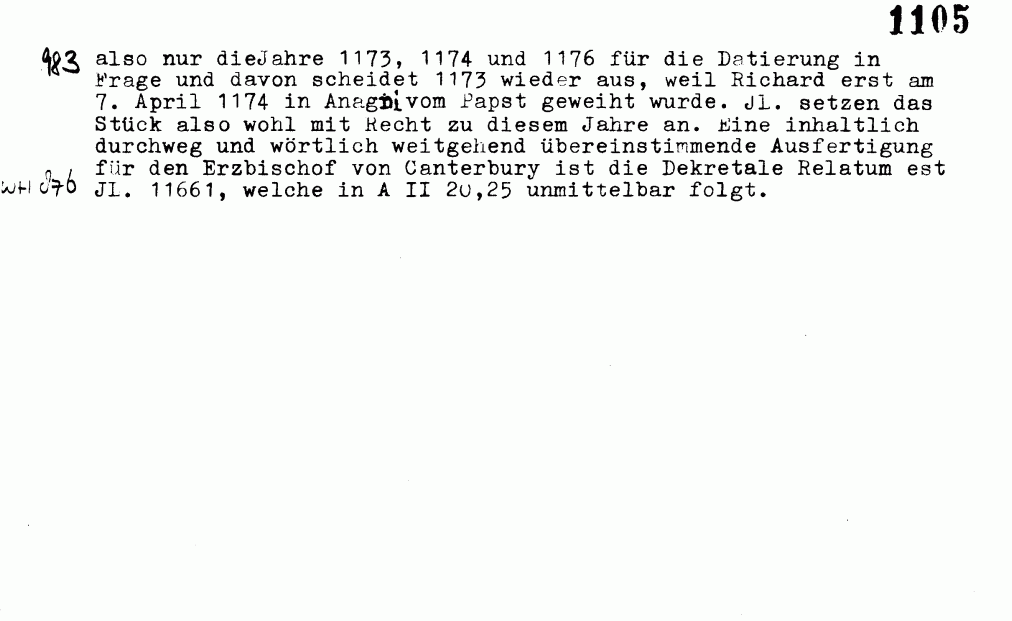 1105
983 also nur dieJahre 1173, 1174 und 1176 für die Datierung in
Frage und davon scheidet 1173 wieder aus, weil Richard erst am
7. April 1174 in Anagni vom Papst geweiht wurde. JL. setzen das
Stück also wohl mit Recht zu diesem Jahre an. Eine inhaltlich
durchweg und wörtlich weitgehend übereinstimmende Ausfertigung
für den Erzbischof von Canterbury ist die Dekretale Relatum est
WH 876 JL. 11661, welche in A II 20,25 unmittelbar folgt.